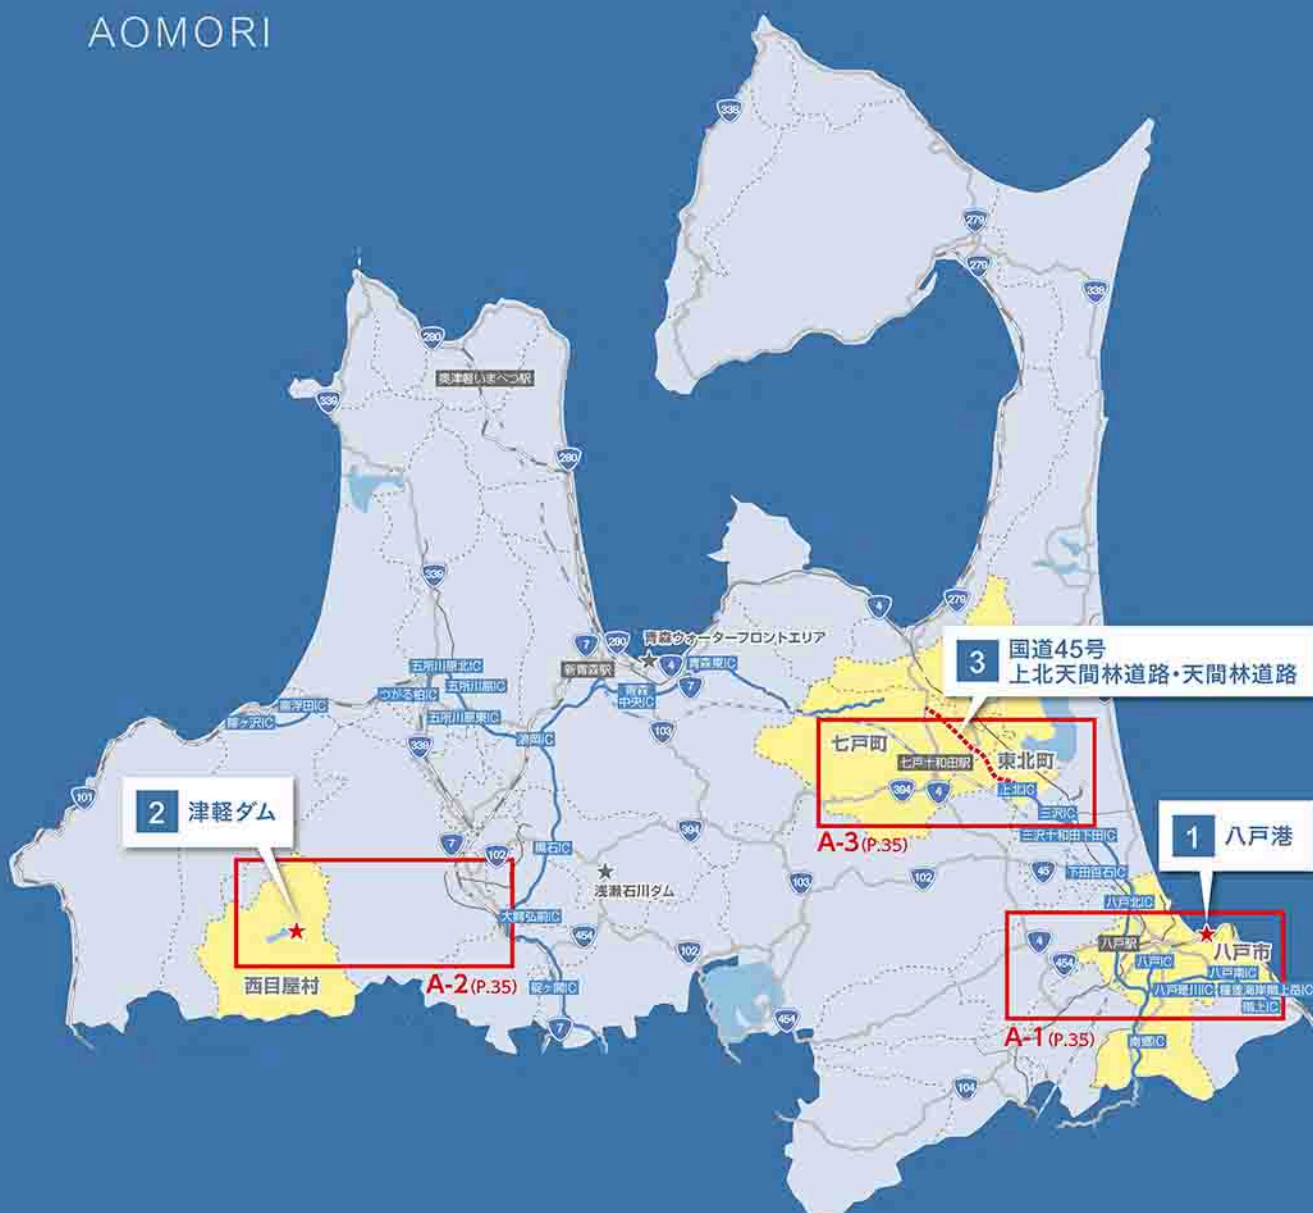 AOMORI
338
279
279
338
280
奥津軽いまべつ駅
339
280
339
279
4
青森ウォーターフロントエリア
7
280
新青森駅
4
青森東IC
7
青森
中央IC
3
国道45号
上北天間林道路・天間林道路
五所川原北IC
つがる柏IC
五所川原IC
五所川原東IC
鰺ヶ沢IC
浪岡IC
103
七戸町
七戸十和田駅
東北町
394
4
上北IC
三沢IC
三沢十和田下田IC
A-3(P.35)
101
2
津軽ダム
7
102
黒石IC
394
浅瀬石川ダム
103
102
45
下田百石IC
1
八戸港
八戸北IC
大鰐弘前IC
454
102
4
454
八戸駅
八戸IC
八戸市
八戸南IC
八戸是川IC
種差海岸階上岳IC
階上IC
西目屋村
A-2(P.35)
碇ヶ関IC
7
454
A-1(P.35)
南郷IC
104